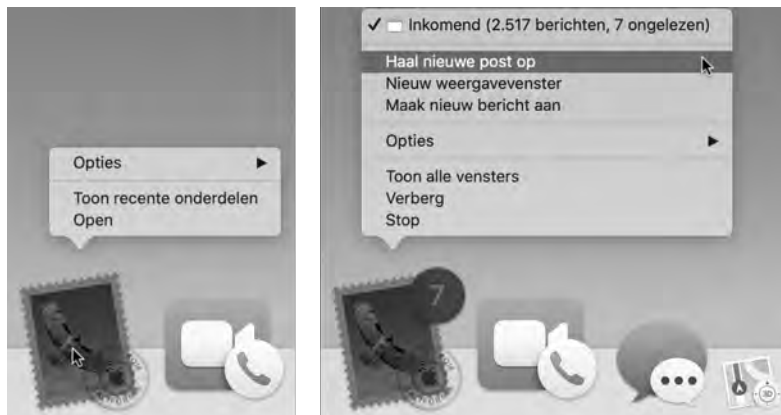 Opties
Toon recente onderdelen
Open
Inkomend (2.517 berichten, 7 ongelezen)
Haal nieuwe post op
Nieuw weergavevenster
Maak nieuw bericht aan
Opties
Toon alle vensters
Verberg
Stop
7
3D